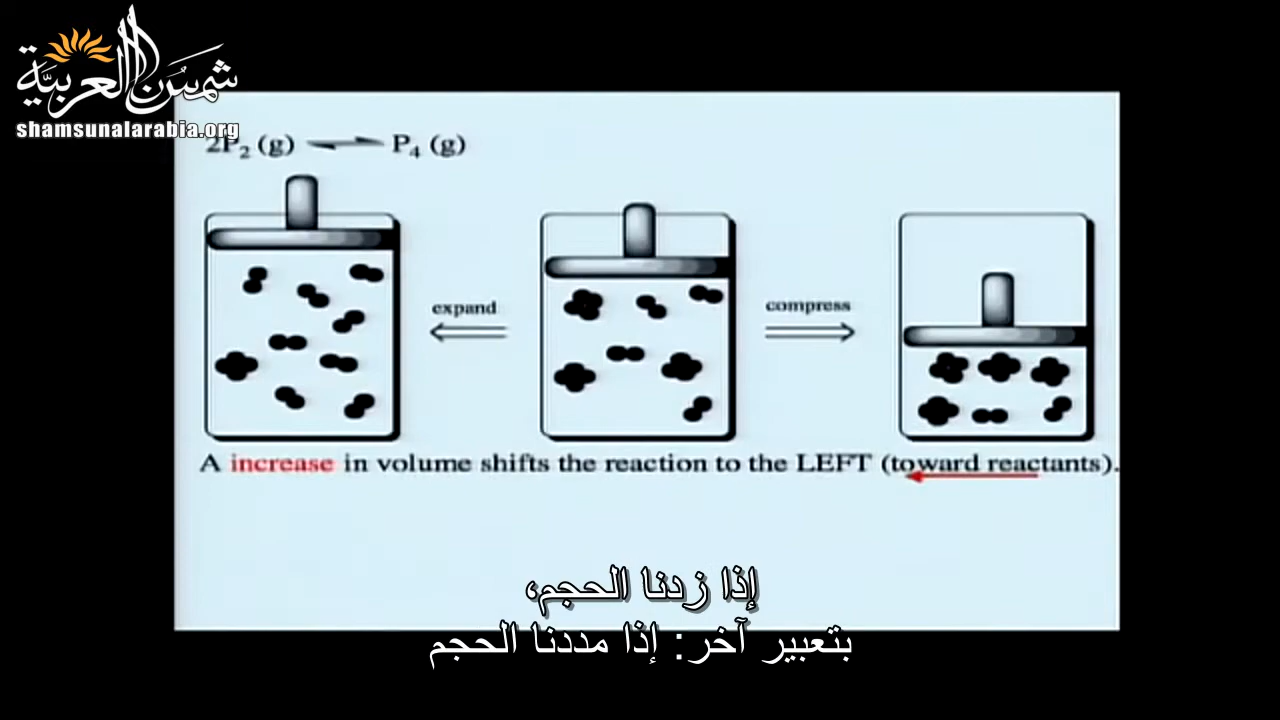 شمس العربية
shamsunalarabia.org
2P₂ (g) ⇌ P₄ (g)
expand
compress
A increase in volume shifts the reaction to the LEFT (toward reactants).
إذا زدنا الحجم،
بتعبير آخر: إذا مددنا الحجم